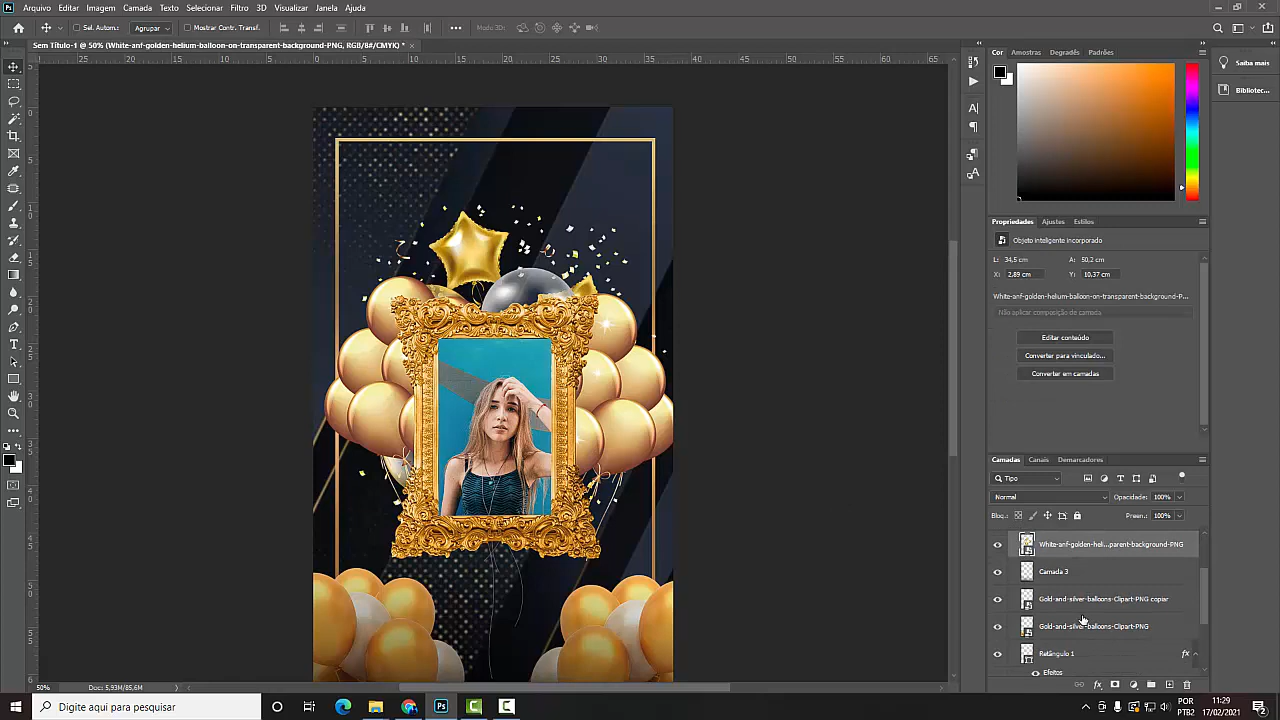 Arquivo Editar Imagem Camada Texto Selecionar Filtro 3D Visualizar Janela Ajuda
Sel. Autom.: Agrupar Mostrar Contr. Transf. Modo 3D:
Sem Título-1 @ 50% (White-anf-golden-helium-balloon-on-transparent-background-PNG, RGB/8#/CMYK) *
Cor Amostras Degradês Padrões
Saiba mais
Bibliotec...
Propriedades Ajustes Estilos
Objeto inteligente incorporado
L: 34,5 cm A: 50,2 cm
X: 2,89 cm Y: 10,37 cm
White-anf-golden-helium-balloon-on-transparent-background-P...
Não aplicar composição de camada
Editar conteúdo
Converter para vinculado...
Converter em camadas
Camadas Canais Demarcadores
Tipo
Normal Opacidade: 100%
Bloq.: Preen.: 100%
White-anf-golden-heli...parent-background-PNG
Camada 3
Gold-and-silver-balloons-Clipart-PNG copiar
Gold-and-silver-balloons-Clipart-PNG
Retângulo 1 fx
Efeitos
50% Doc: 5,93M/85,6M
Digite aqui para pesquisar
POR
PTB2
11:29
17/02/2021